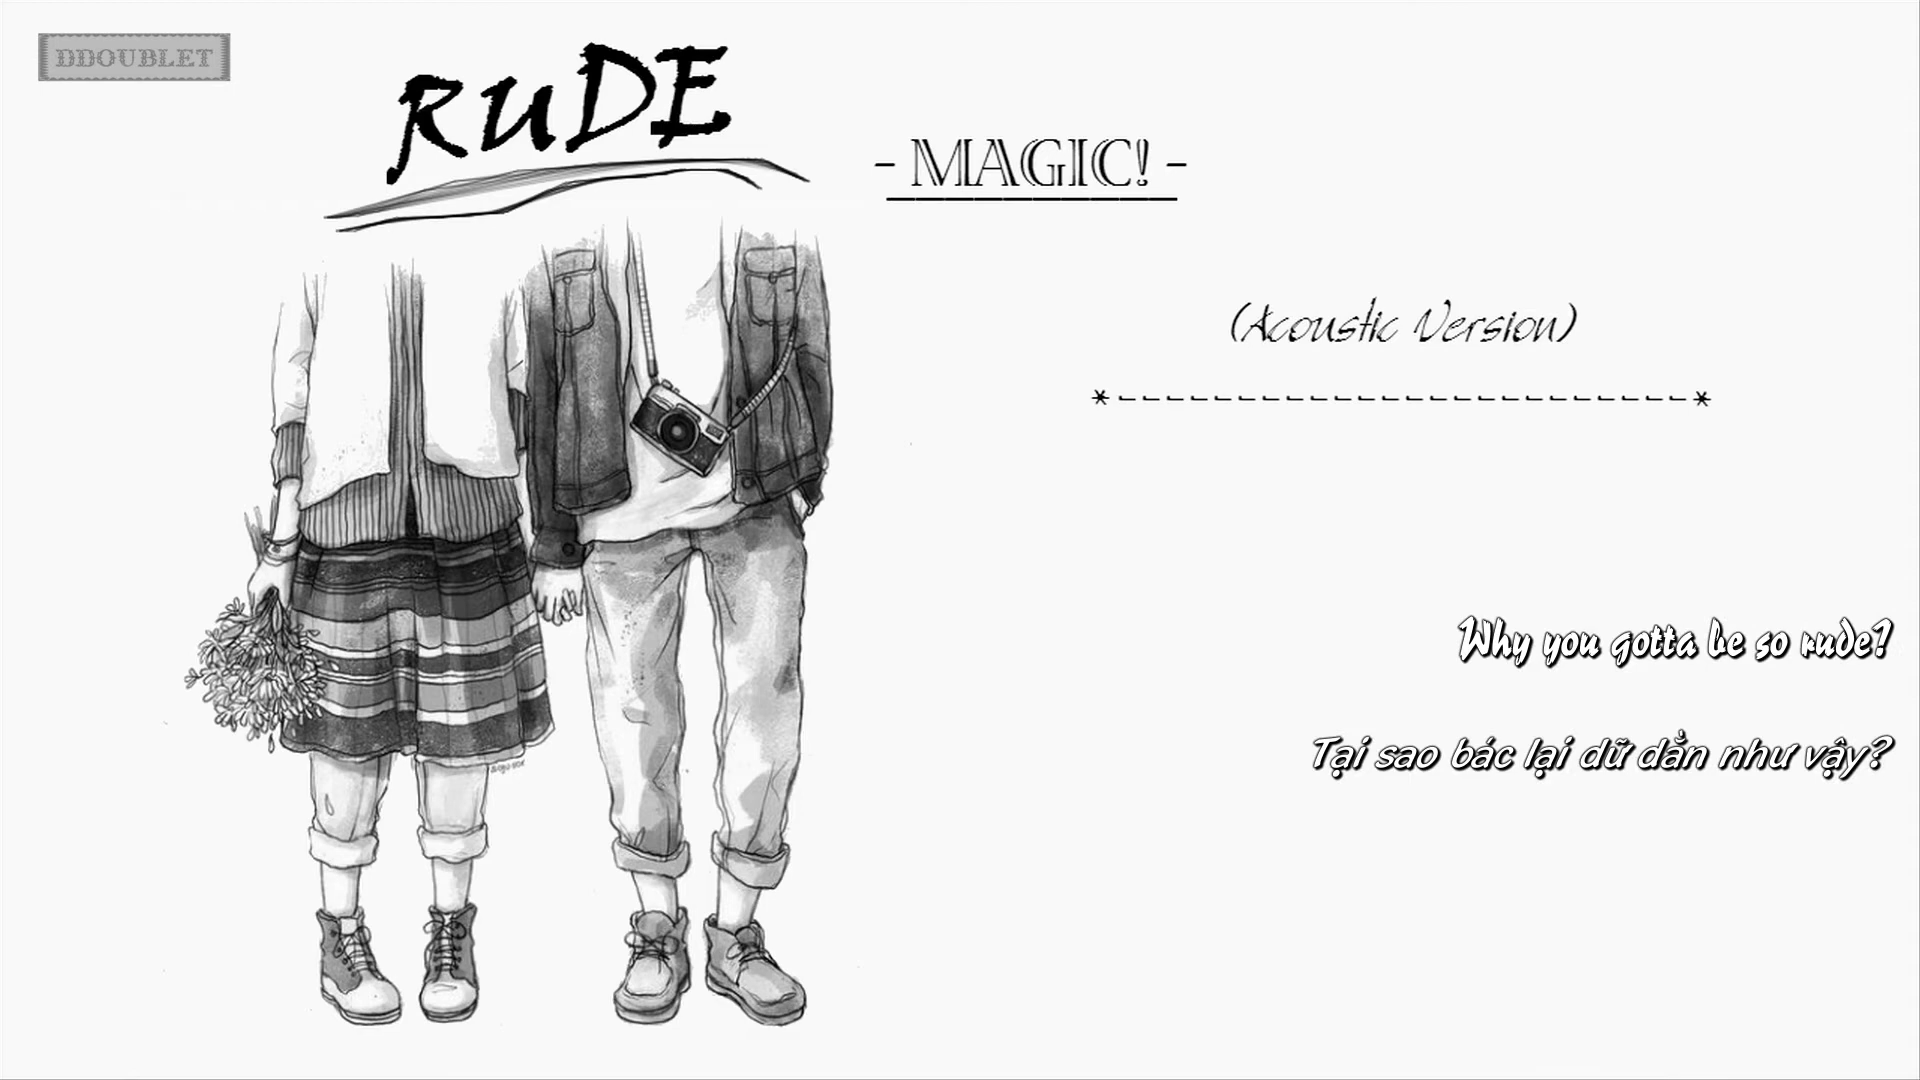 DDOUBLET
RUDE
- MAGIC! -
(Acoustic Version)
Why you gotta be so rude?
Tại sao bác lại dữ dằn như vậy?